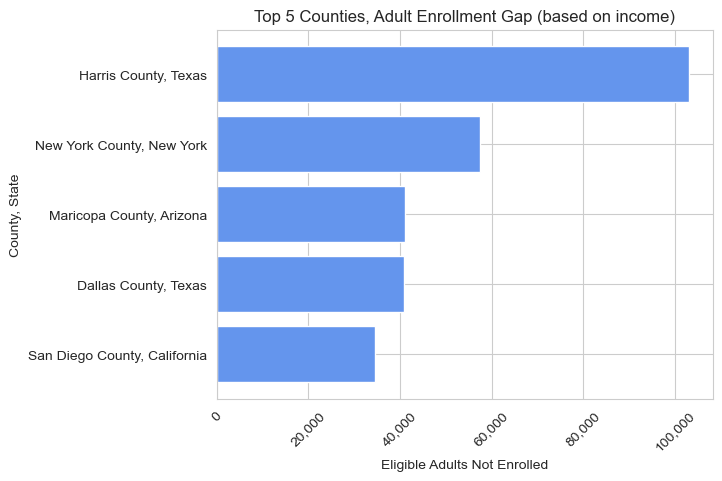 Top 5 Counties, Adult Enrollment Gap (based on income)
County, State
Harris County, Texas
New York County, New York
Maricopa County, Arizona
Dallas County, Texas
San Diego County, California
0
20,000
40,000
60,000
80,000
100,000
Eligible Adults Not Enrolled